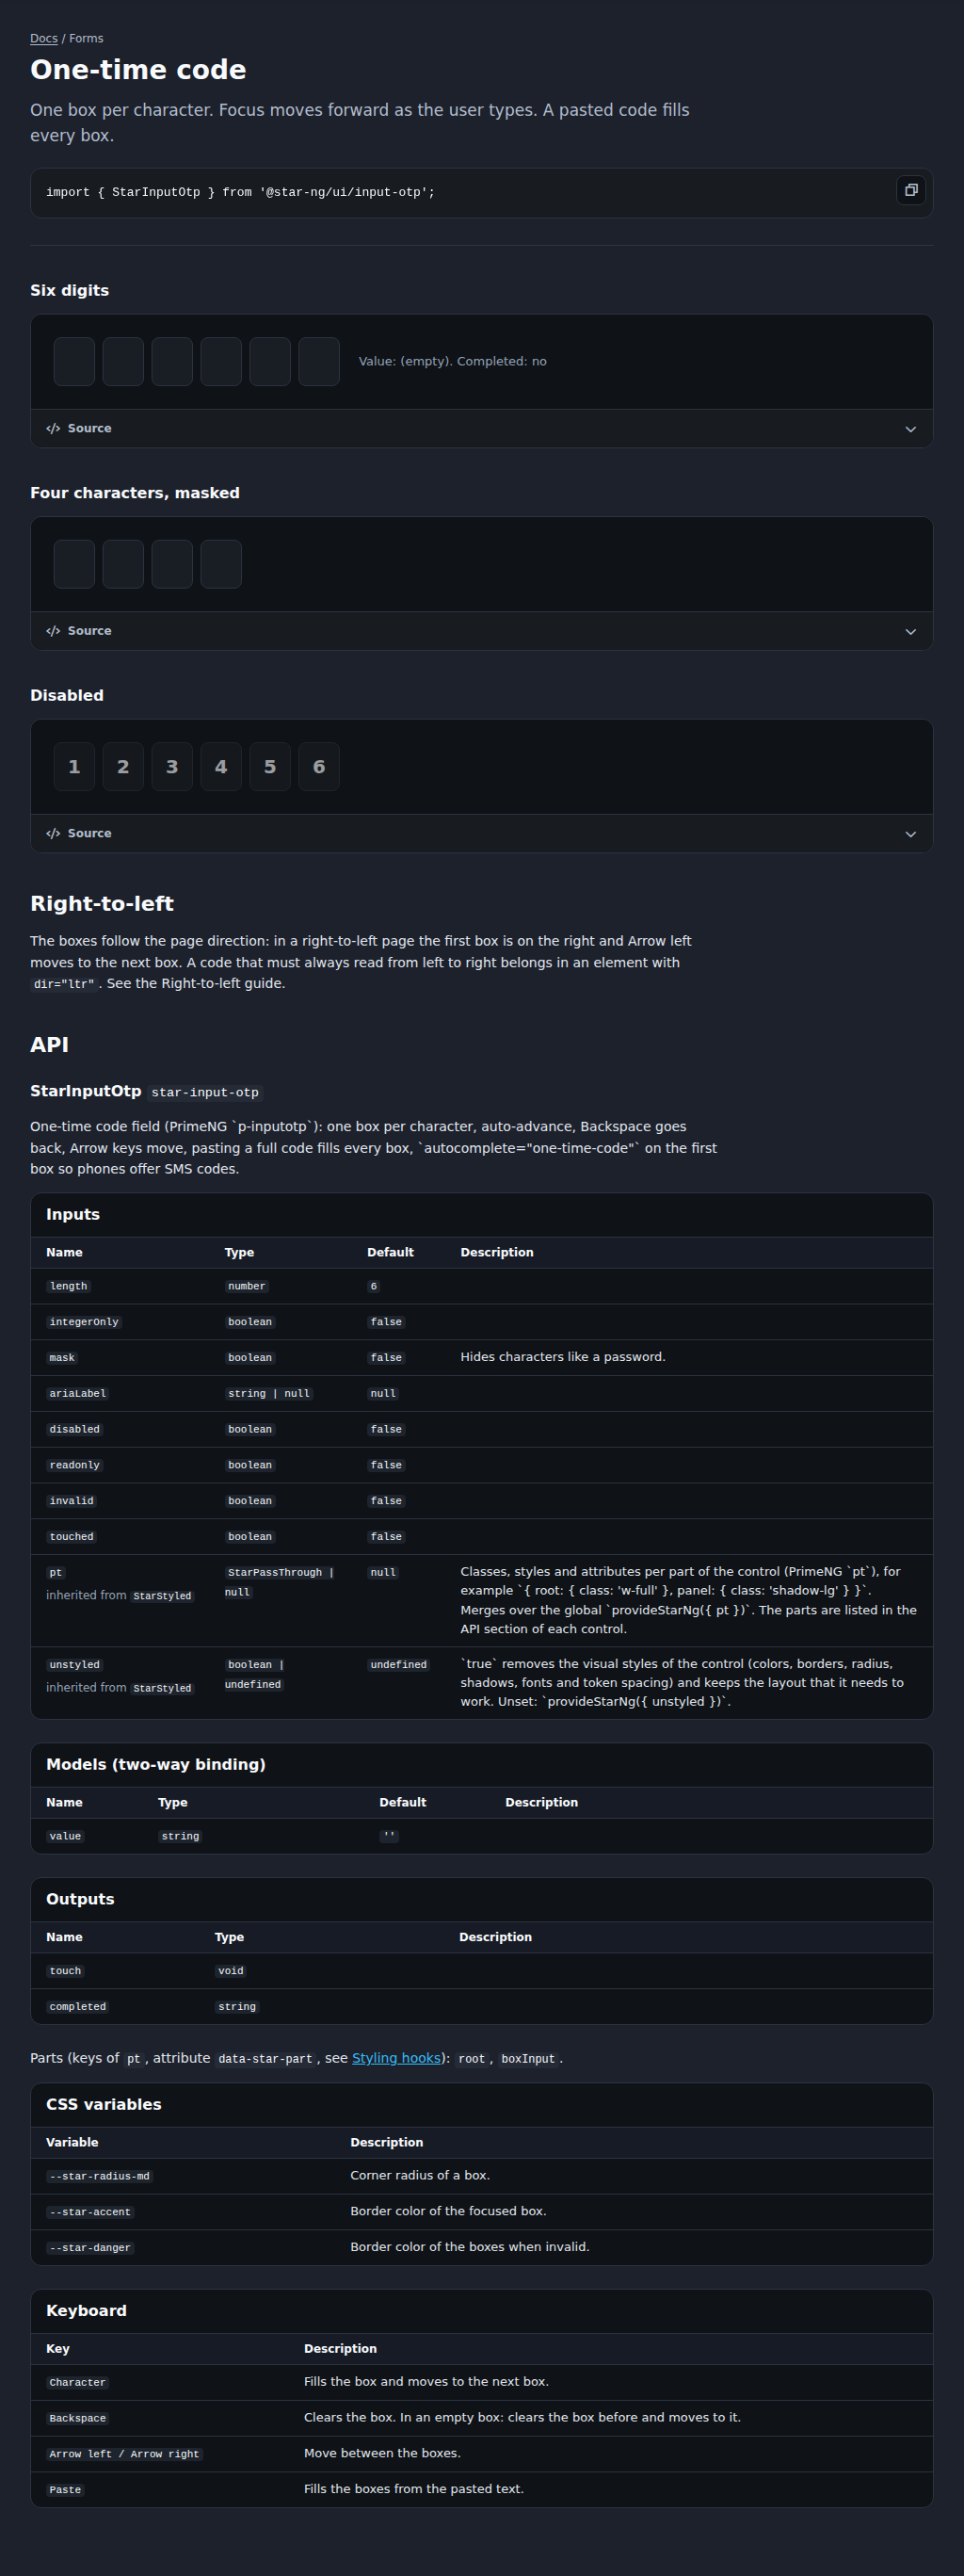 Docs / Forms
One-time code
One box per character. Focus moves forward as the user types. A pasted code fills
every box.
import { StarInputOtp } from '@star-ng/ui/input-otp';
Six digits
Value: (empty). Completed: no
Source
Four characters, masked
Source
Disabled
1 2 3 4 5 6
Source
Right-to-left
The boxes follow the page direction: in a right-to-left page the first box is on the right and Arrow left
moves to the next box. A code that must always read from left to right belongs in an element with
dir="ltr". See the Right-to-left guide.
API
StarInputOtp star-input-otp
One-time code field (PrimeNG `p-inputotp`): one box per character, auto-advance, Backspace goes
back, Arrow keys move, pasting a full code fills every box, `autocomplete="one-time-code"` on the first
box so phones offer SMS codes.
Inputs
Name Type Default Description
length number 6
integerOnly boolean false
mask boolean false Hides characters like a password.
ariaLabel string | null null
disabled boolean false
readonly boolean false
invalid boolean false
touched boolean false
pt StarPassThrough | null Classes, styles and attributes per part of the control (PrimeNG `pt`), for
inherited from StarStyled null example `{ root: { class: 'w-full' }, panel: { class: 'shadow-lg' } }`.
Merges over the global `provideStarNg({ pt })`. The parts are listed in the
API section of each control.
unstyled boolean | undefined `true` removes the visual styles of the control (colors, borders, radius,
inherited from StarStyled undefined shadows, fonts and token spacing) and keeps the layout that it needs to
work. Unset: `provideStarNg({ unstyled })`.
Models (two-way binding)
Name Type Default Description
value string ''
Outputs
Name Type Description
touch void
completed string
Parts (keys of pt, attribute data-star-part, see Styling hooks): root, boxInput.
CSS variables
Variable Description
--star-radius-md Corner radius of a box.
--star-accent Border color of the focused box.
--star-danger Border color of the boxes when invalid.
Keyboard
Key Description
Character Fills the box and moves to the next box.
Backspace Clears the box. In an empty box: clears the box before and moves to it.
Arrow left / Arrow right Move between the boxes.
Paste Fills the boxes from the pasted text.